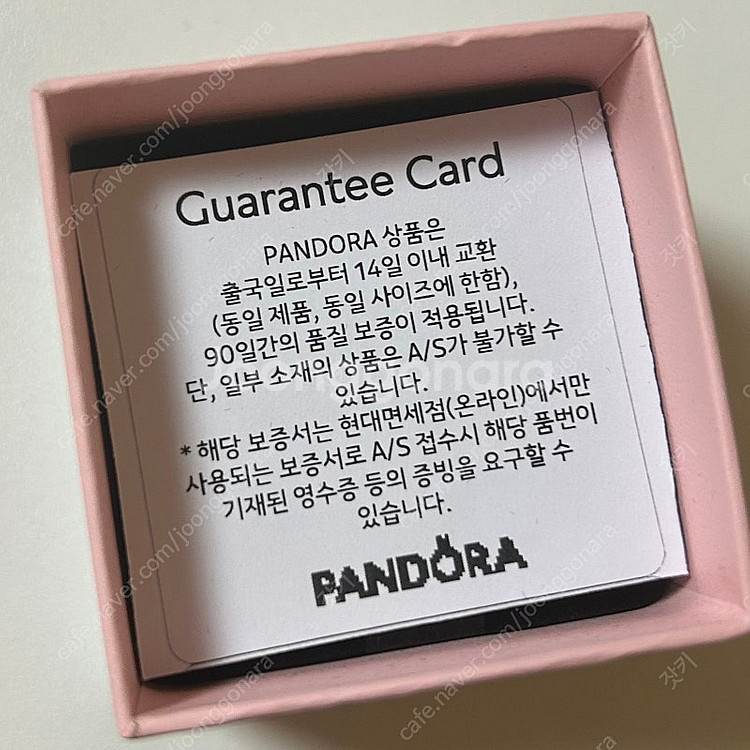 Guarantee Card
PANDORA 상품은
출국일로부터 14일 이내 교환
(동일 제품, 동일 사이즈에 한함),
90일간의 품질 보증이 적용됩니다.
단, 일부 소재의 상품은 A/S가 불가할 수
있습니다.
* 해당 보증서는 현대면세점(온라인)에서만
사용되는 보증서로 A/S 접수시 해당 품번이
기재된 영수증 등의 증빙을 요구할 수
있습니다.
PANDORA
joonggonara
cafe.naver.com/joonggonara
잣키